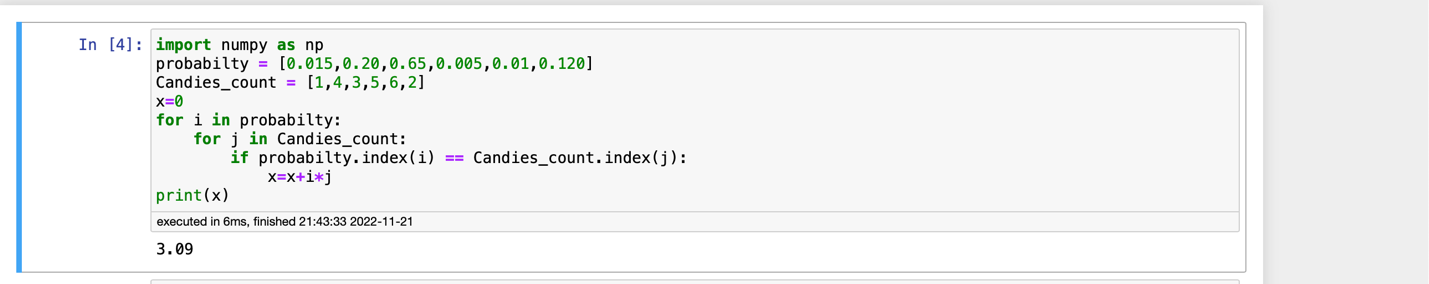 In [4]:
import numpy as np
probabilty = [0.015,0.20,0.65,0.005,0.01,0.120]
Candies_count = [1,4,3,5,6,2]
x=0
for i in probabilty:
    for j in Candies_count:
        if probabilty.index(i) == Candies_count.index(j):
            x=x+i*j
print(x)
executed in 6ms, finished 21:43:33 2022-11-21
3.09